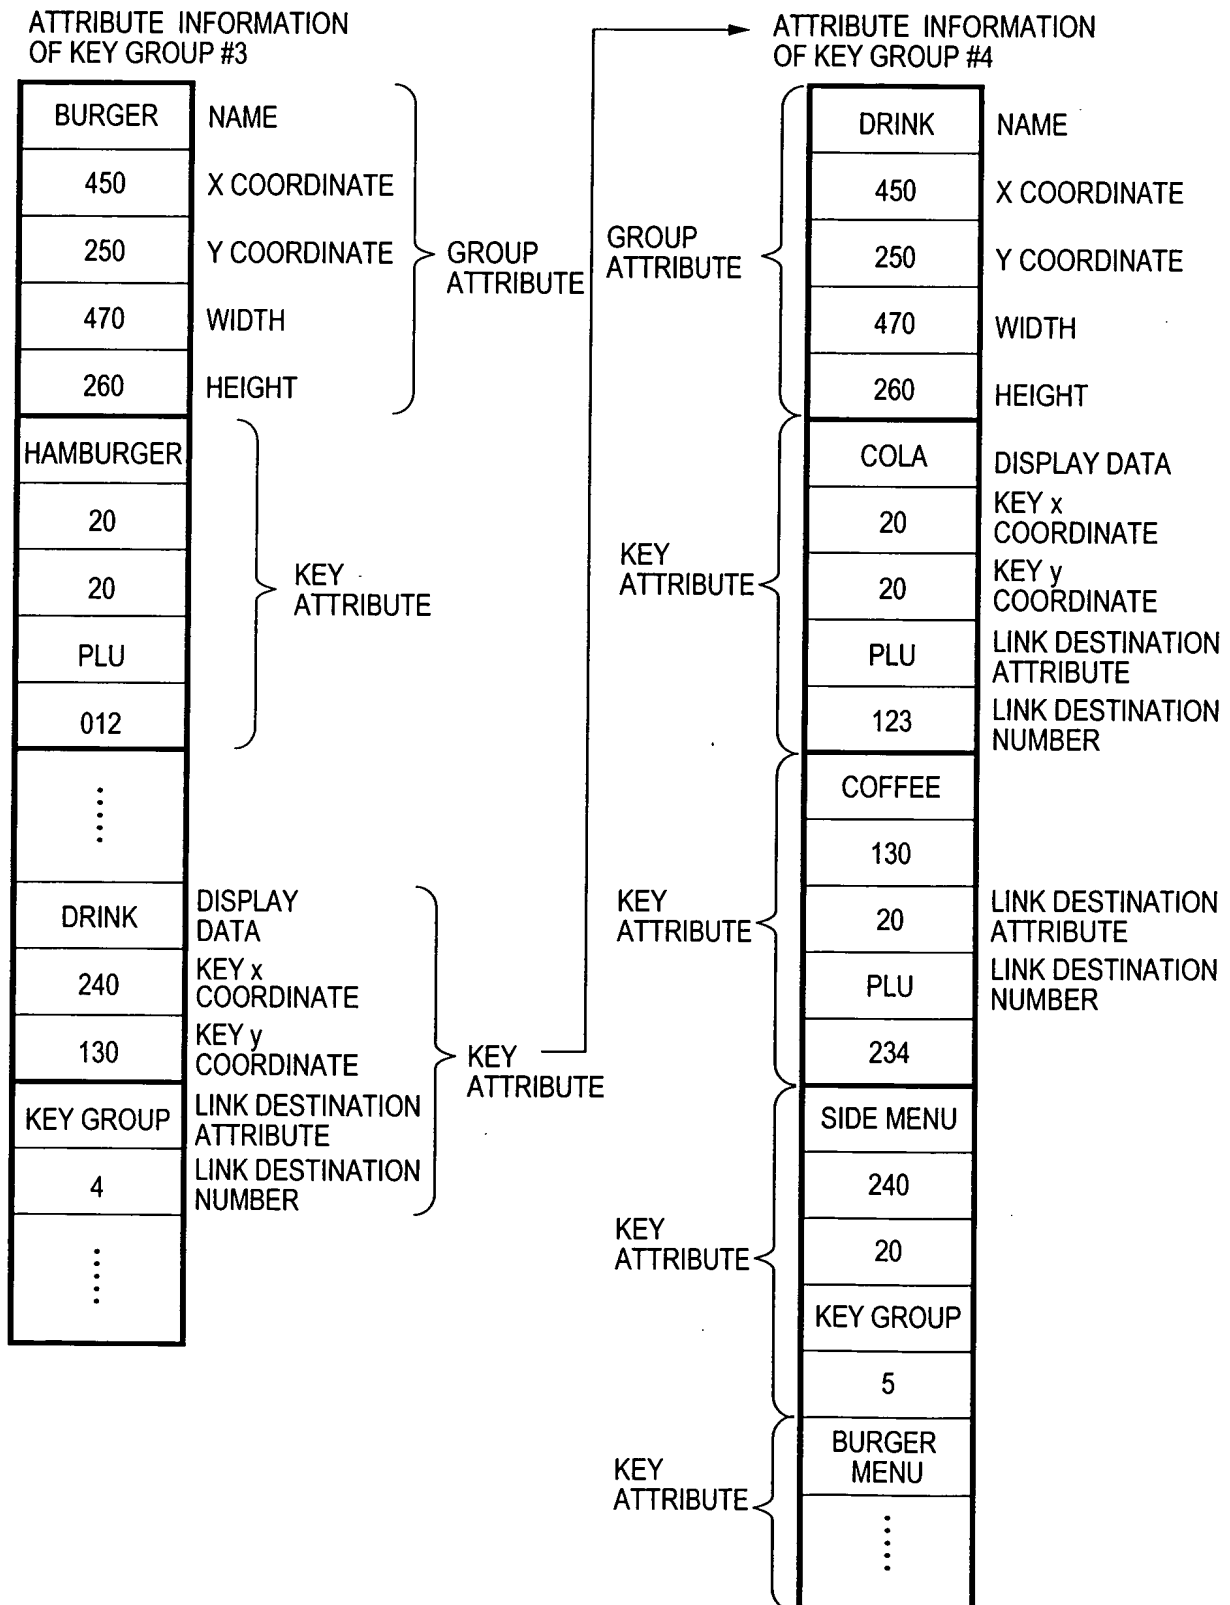 ATTRIBUTE INFORMATION
OF KEY GROUP #3
BURGER NAME
450 X COORDINATE
250 Y COORDINATE
470 WIDTH
260 HEIGHT
GROUP
ATTRIBUTE
HAMBURGER
20
20
PLU
012
KEY
ATTRIBUTE
DRINK
DISPLAY
DATA
240
KEY x
COORDINATE
130
KEY y
COORDINATE
KEY GROUP
LINK DESTINATION
ATTRIBUTE
4
LINK DESTINATION
NUMBER
KEY
ATTRIBUTE
ATTRIBUTE INFORMATION
OF KEY GROUP #4
GROUP
ATTRIBUTE
DRINK NAME
450 X COORDINATE
250 Y COORDINATE
470 WIDTH
260 HEIGHT
KEY
ATTRIBUTE
COLA DISPLAY DATA
20
KEY x
COORDINATE
20
KEY y
COORDINATE
PLU
LINK DESTINATION
ATTRIBUTE
123
LINK DESTINATION
NUMBER
KEY
ATTRIBUTE
COFFEE
130
20
LINK DESTINATION
ATTRIBUTE
PLU
LINK DESTINATION
NUMBER
234
KEY
ATTRIBUTE
SIDE MENU
240
20
KEY GROUP
5
KEY
ATTRIBUTE
BURGER
MENU